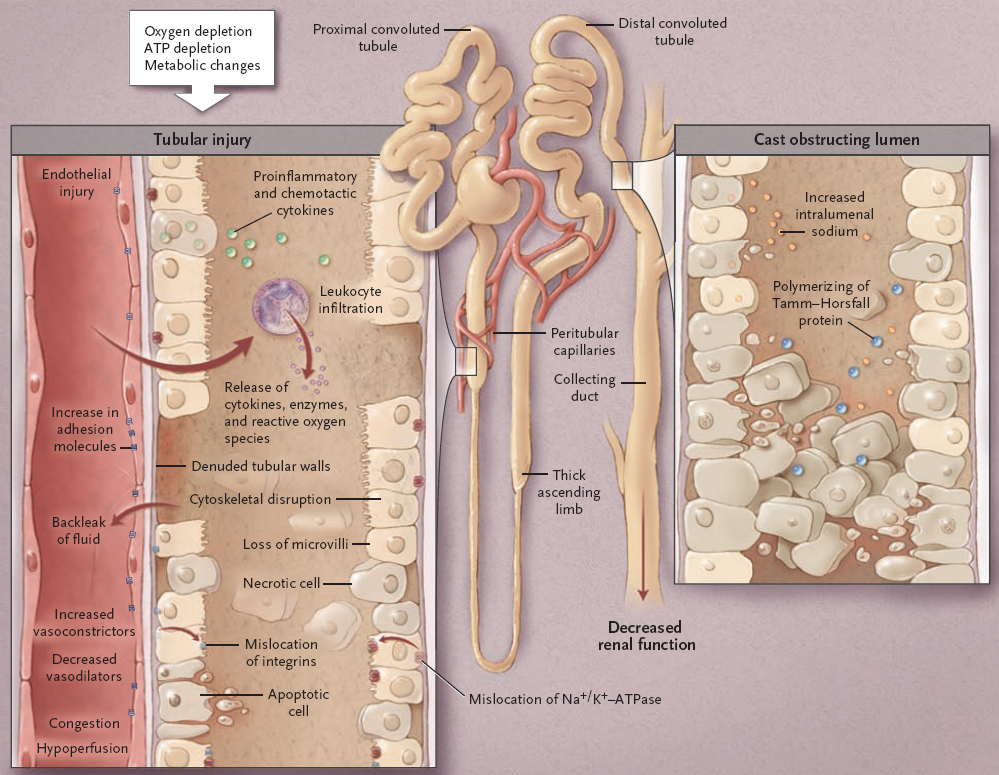 Oxygen depletion
ATP depletion
Metabolic changes
Proximal convoluted
tubule
Distal convoluted
tubule
Tubular injury
Endothelial
injury
Proinflammatory
and chemotactic
cytokines
Leukocyte
infiltration
Release of
cytokines, enzymes,
and reactive oxygen
species
Increase in
adhesion
molecules
Denuded tubular walls
Cytoskeletal disruption
Backleak
of fluid
Loss of microvilli
Necrotic cell
Increased
vasoconstrictors
Mislocation
of integrins
Decreased
vasodilators
Apoptotic
cell
Congestion
Hypoperfusion
Peritubular
capillaries
Collecting
duct
Thick
ascending
limb
Decreased
renal function
Mislocation of Na+/K+–ATPase
Cast obstructing lumen
Increased
intralumenal
sodium
Polymerizing of
Tamm–Horsfall
protein